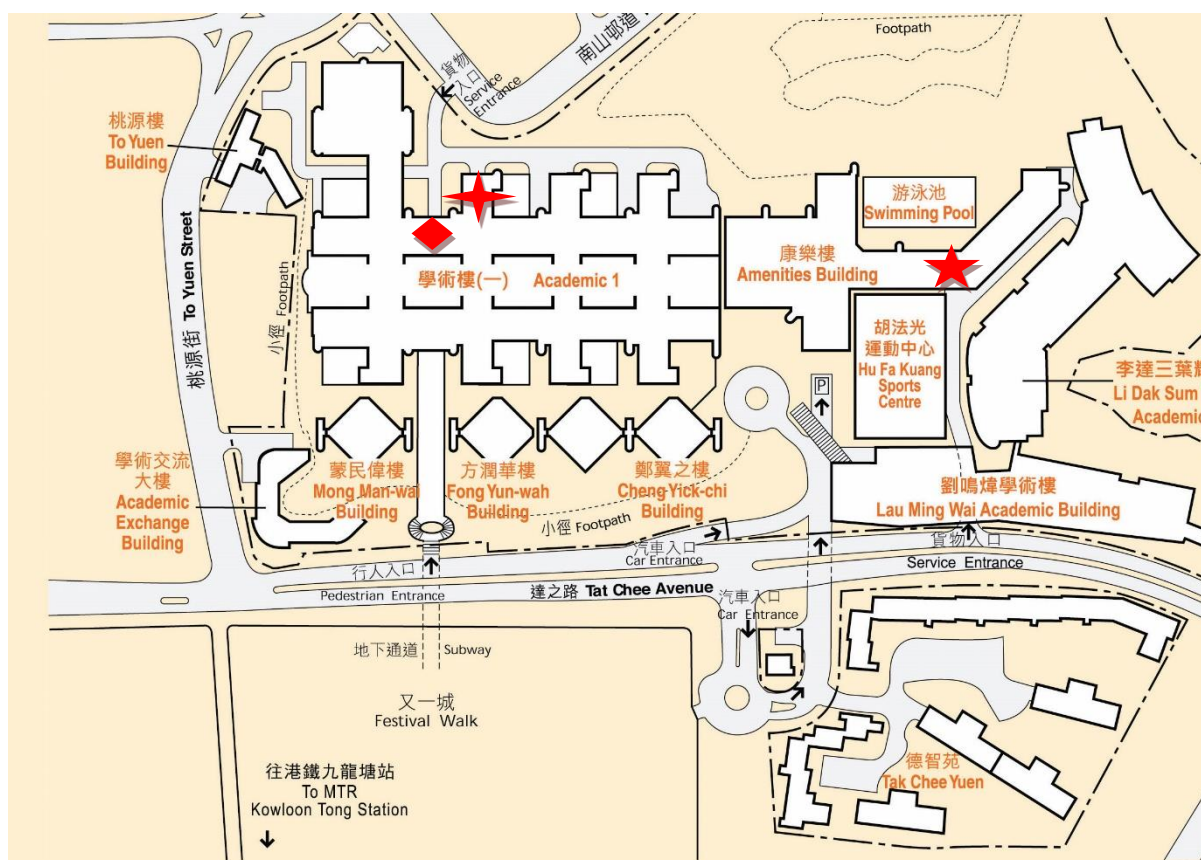 Footpath
南山邨道
貨物
入口
Service
Entrance
桃源樓
To Yuen
Building
游泳池
Swimming Pool
康樂樓
Amenities Building
學術樓(一) Academic 1
桃源街 To Yuen Street
小徑 Footpath
胡法光
運動中心
Hu Fa Kuang
Sports
Centre
李達三葉
Li Dak Sum
Academic
P
學術交流
大樓
Academic
Exchange
Building
蒙民偉樓
Mong Man-wai
Building
方潤華樓
Fong Yun-wah
Building
鄭翼之樓
Cheng Yick-chi
Building
劉鳴煒學術樓
Lau Ming Wai Academic Building
小徑 Footpath
汽車入口
Car Entrance
貨物入口
Service Entrance
行人入口
Pedestrian Entrance
達之路 Tat Chee Avenue
汽車入口
Car Entrance
地下通道 Subway
又一城
Festival Walk
德智苑
Tak Chee Yuen
往港鐵九龍塘站
To MTR
Kowloon Tong Station